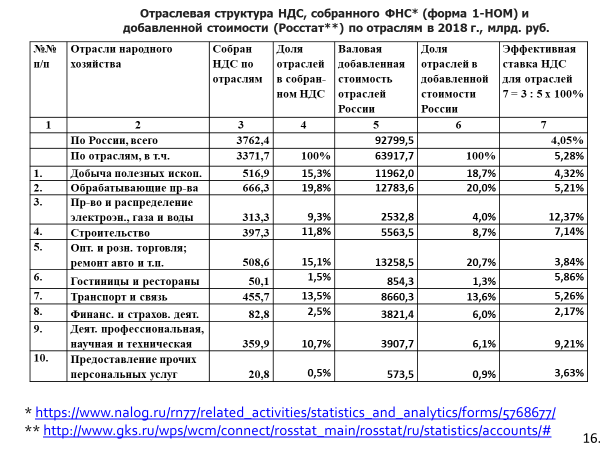 Отраслевая структура НДС, собранного ФНС* (форма 1-НОМ) и
добавленной стоимости (Росстат**) по отраслям в 2018 г., млрд. руб.
№№ п/п | Отрасли народного хозяйства | Собран НДС по отраслям | Доля отраслей в собран-ном НДС | Валовая добавленная стоимость отраслей России | Доля отраслей в добавленной стоимости России | Эффективная ставка НДС для отраслей 7 = 3 : 5 x 100%
1 | 2 | 3 | 4 | 5 | 6 | 7
По России, всего | 3762,4 | 92799,5 | 4,05%
По отраслям, в т.ч. | 3371,7 | 100% | 63917,7 | 100% | 5,28%
1. | Добыча полезных ископ. | 516,9 | 15,3% | 11962,0 | 18,7% | 4,32%
2. | Обрабатывающие пр-ва | 666,3 | 19,8% | 12783,6 | 20,0% | 5,21%
3. | Пр-во и распределение электроэн., газа и воды | 313,3 | 9,3% | 2532,8 | 4,0% | 12,37%
4. | Строительство | 397,3 | 11,8% | 5563,5 | 8,7% | 7,14%
5. | Опт. и розн. торговля; ремонт авто и т.п. | 508,6 | 15,1% | 13258,5 | 20,7% | 3,84%
6. | Гостиницы и рестораны | 50,1 | 1,5% | 854,3 | 1,3% | 5,86%
7. | Транспорт и связь | 455,7 | 13,5% | 8660,3 | 13,6% | 5,26%
8. | Финанс. и страхов. деят. | 82,8 | 2,5% | 3821,4 | 6,0% | 2,17%
9. | Деят. профессиональная, научная и техническая | 359,9 | 10,7% | 3907,7 | 6,1% | 9,21%
10. | Предоставление прочих персональных услуг | 20,8 | 0,5% | 573,5 | 0,9% | 3,63%
* https://www.nalog.ru/rn77/related_activities/statistics_and_analytics/forms/5768677/
** http://www.gks.ru/wps/wcm/connect/rosstat_main/rosstat/ru/statistics/accounts/#
16.